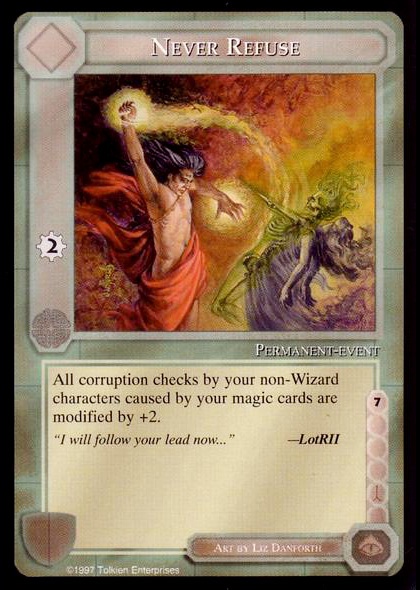 Never Refuse
2
Permanent-event
All corruption checks by your non-Wizard
characters caused by your magic cards are
modified by +2.
"I will follow your lead now..." —LotRII
7
Art by Liz Danforth
©1997 Tolkien Enterprises